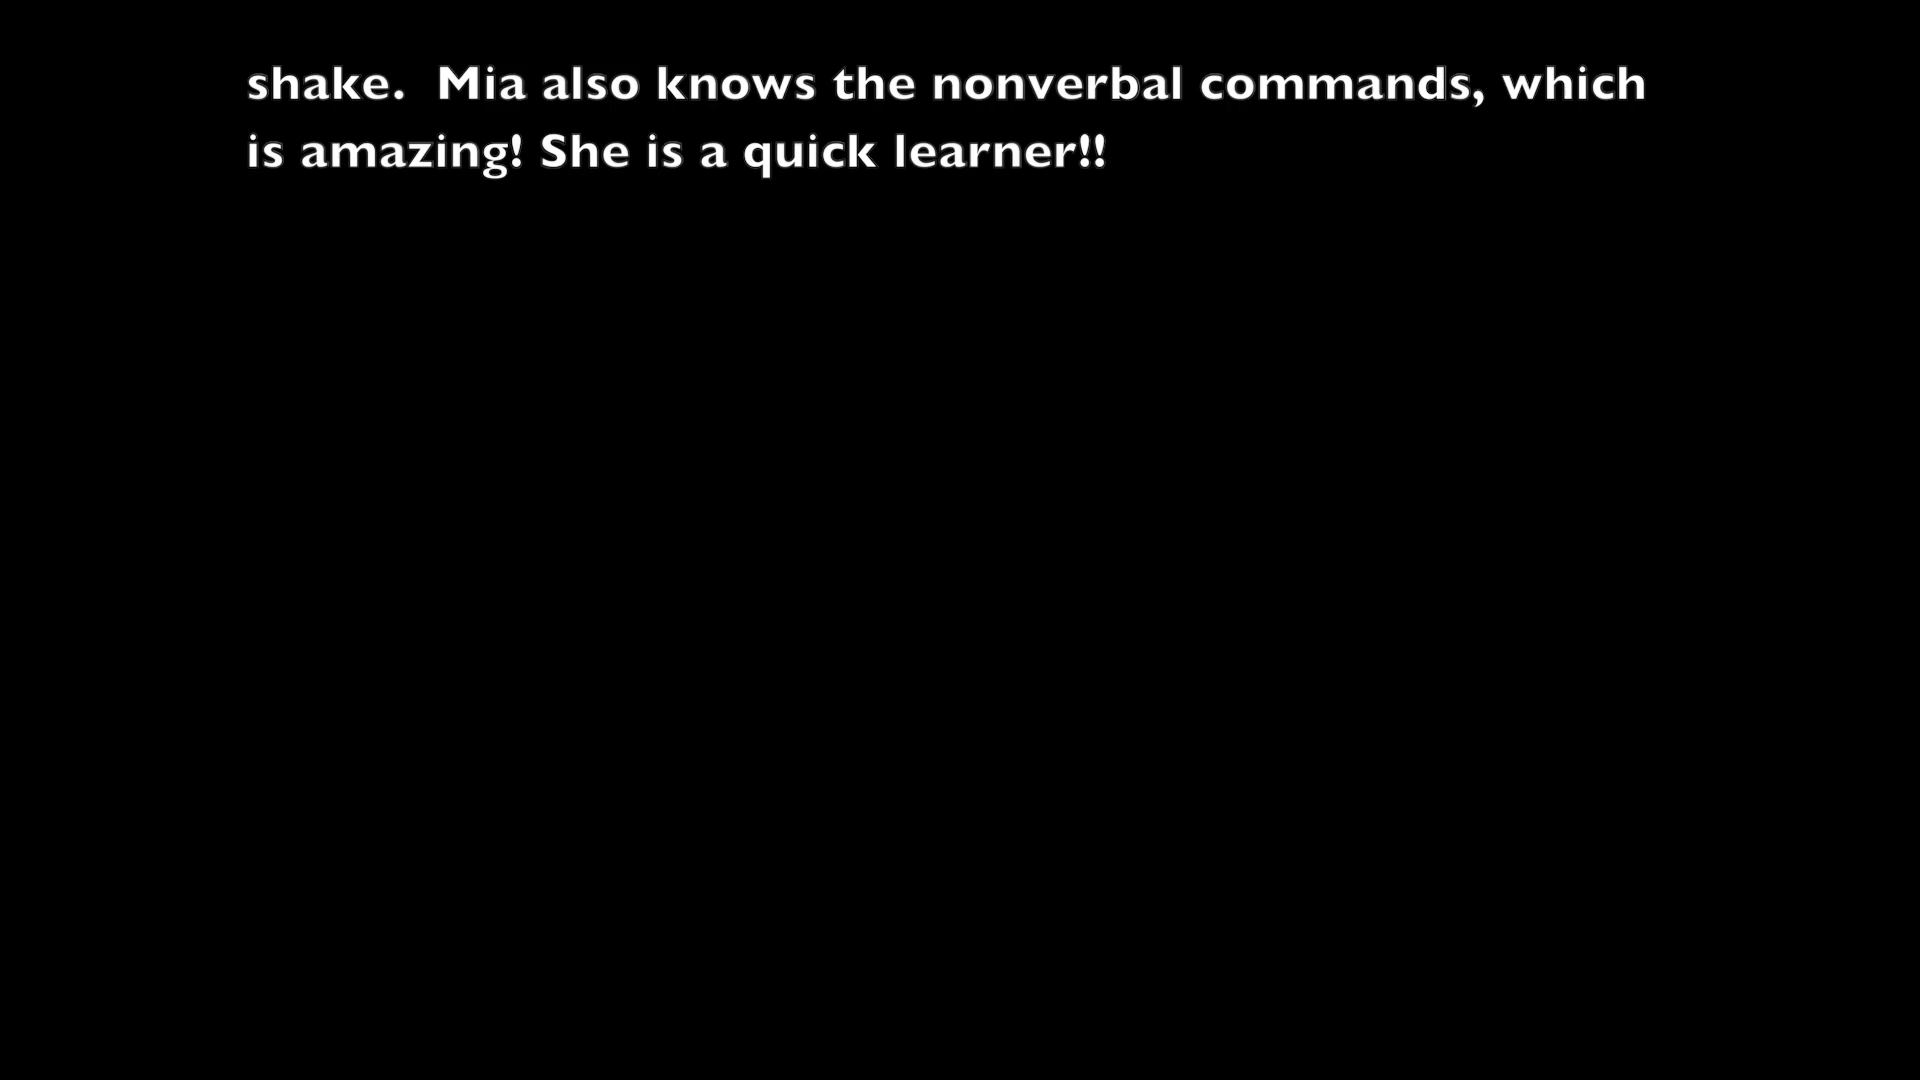 shake.  Mia also knows the nonverbal commands, which
is amazing! She is a quick learner!!